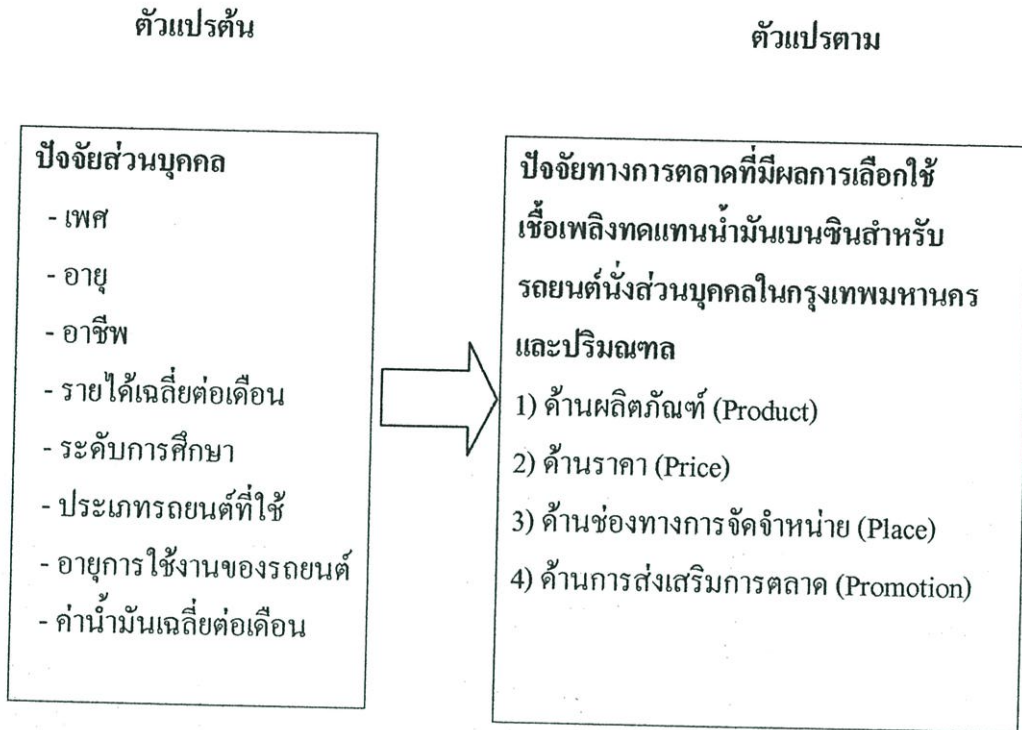 ตัวแปรต้น
ตัวแปรตาม
ปัจจัยส่วนบุคคล
- เพศ
- อายุ
- อาชีพ
- รายได้เฉลี่ยต่อเดือน
- ระดับการศึกษา
- ประเภทรถยนต์ที่ใช้
- อายุการใช้งานของรถยนต์
- ค่าน้ำมันเฉลี่ยต่อเดือน
ปัจจัยทางการตลาดที่มีผลการเลือกใช้
เชื้อเพลิงทดแทนน้ำมันเบนซินสำหรับ
รถยนต์นั่งส่วนบุคคลในกรุงเทพมหานคร
และปริมณฑล
1) ด้านผลิตภัณฑ์ (Product)
2) ด้านราคา (Price)
3) ด้านช่องทางการจัดจำหน่าย (Place)
4) ด้านการส่งเสริมการตลาด (Promotion)